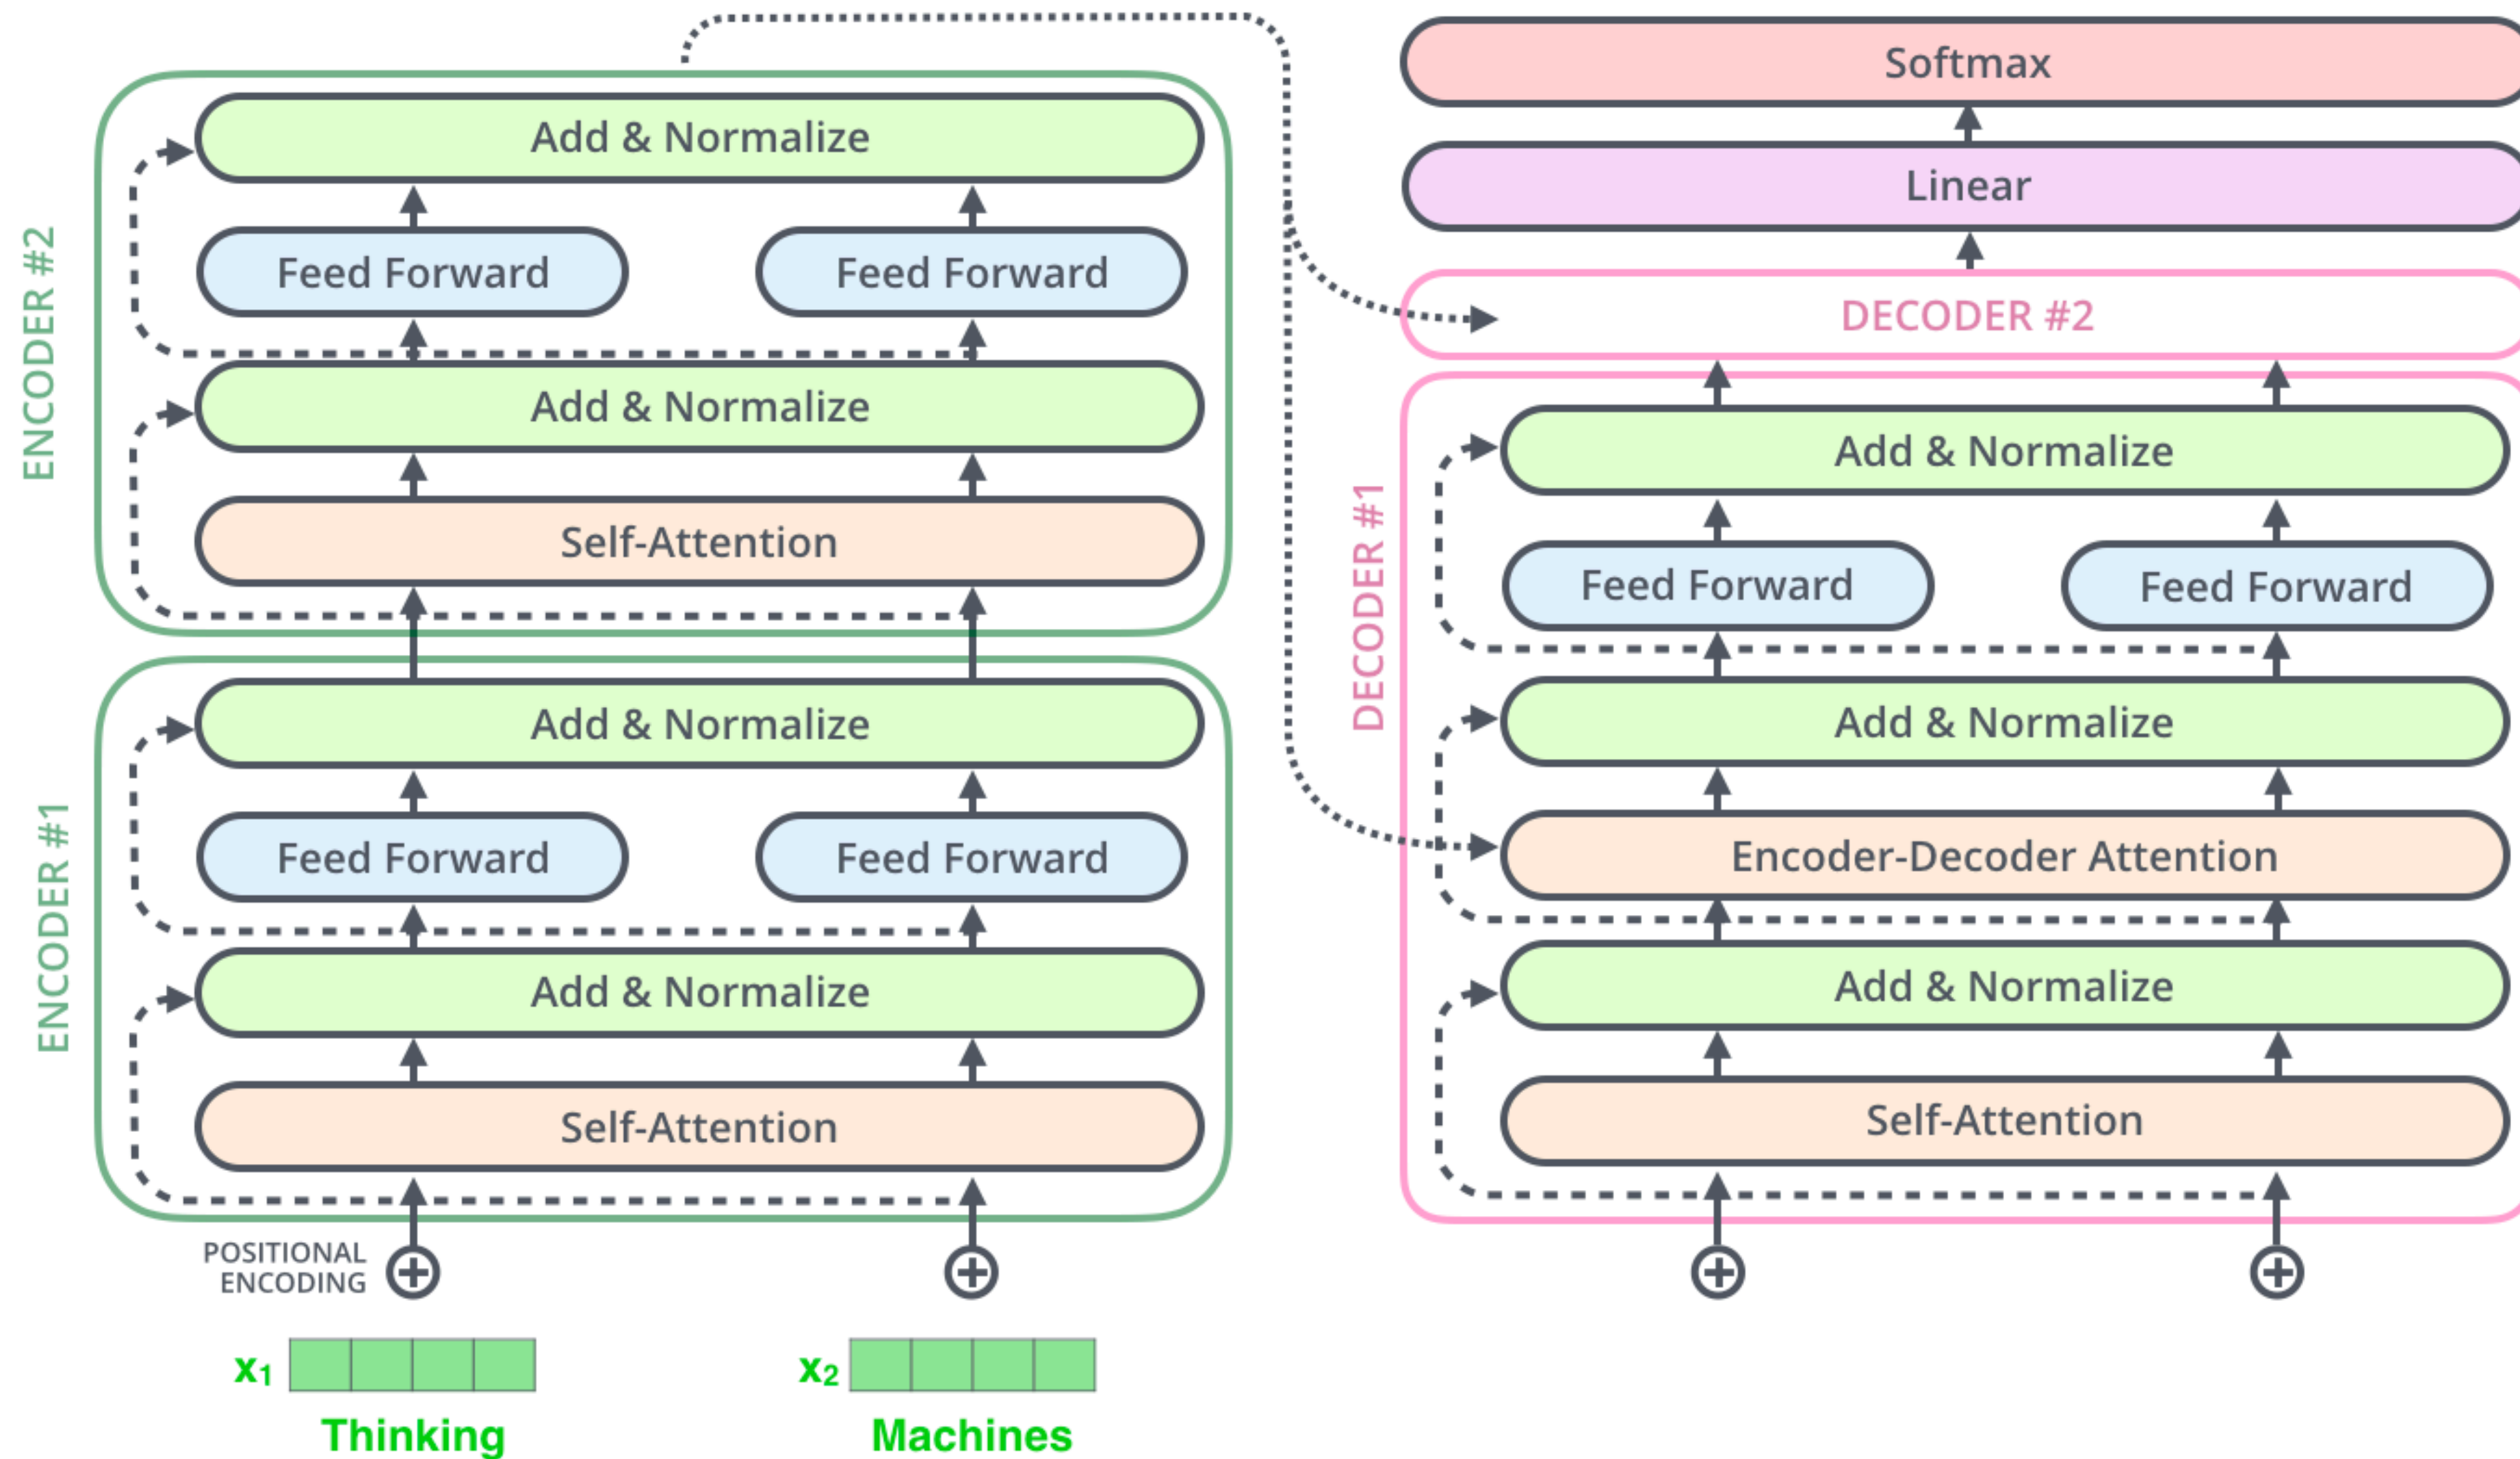 ENCODER #2
Add & Normalize
Feed Forward
Feed Forward
Add & Normalize
Self-Attention
ENCODER #1
Add & Normalize
Feed Forward
Feed Forward
Add & Normalize
Self-Attention
POSITIONAL
ENCODING
x1
x2
Thinking
Machines
Softmax
Linear
DECODER #2
DECODER #1
Add & Normalize
Feed Forward
Feed Forward
Add & Normalize
Encoder-Decoder Attention
Add & Normalize
Self-Attention